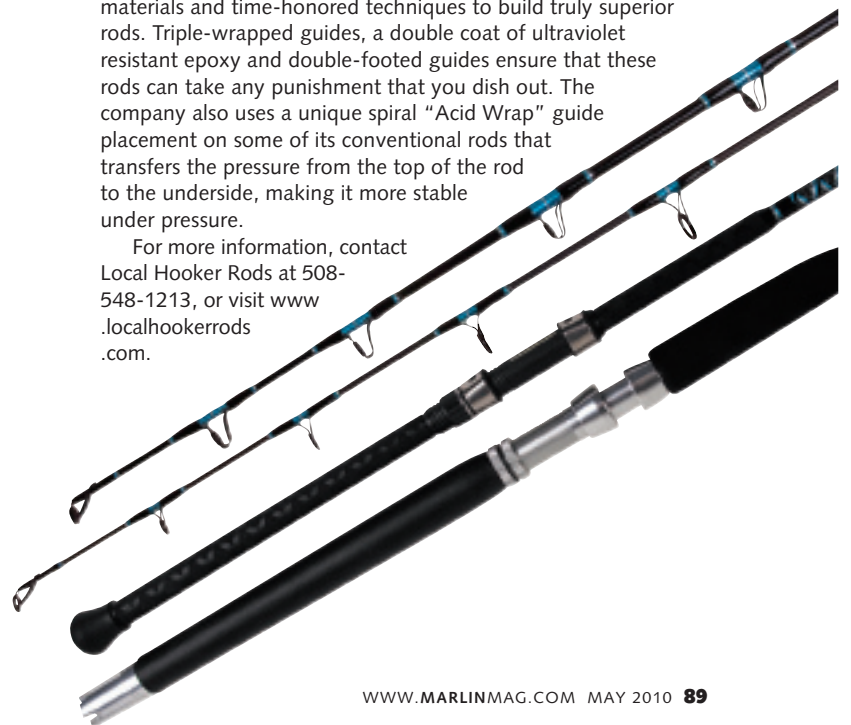 materials and time-honored techniques to build truly superior
rods. Triple-wrapped guides, a double coat of ultraviolet
resistant epoxy and double-footed guides ensure that these
rods can take any punishment that you dish out. The
company also uses a unique spiral “Acid Wrap” guide
placement on some of its conventional rods that
transfers the pressure from the top of the rod
to the underside, making it more stable
under pressure.
For more information, contact
Local Hooker Rods at 508-
548-1213, or visit www
.localhookerrods
.com.
WWW.MARLINMAG.COM MAY 2010 89